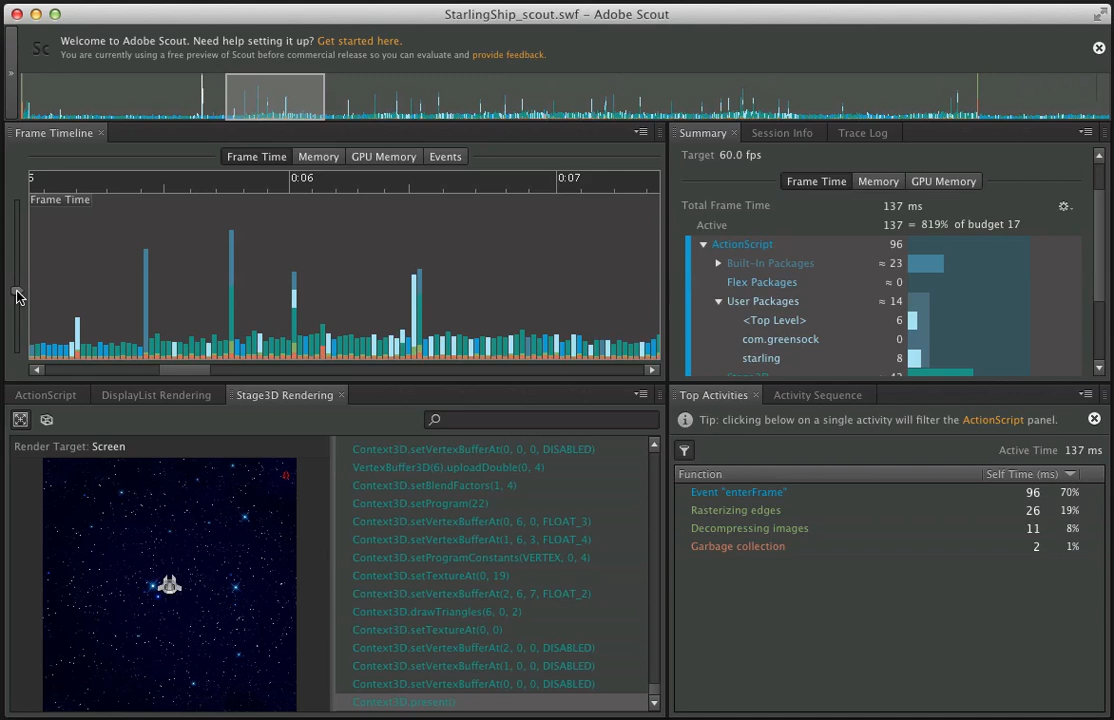 StarlingShip_scout.swf - Adobe Scout
Sc
Welcome to Adobe Scout. Need help setting it up? Get started here.
You are currently using a free preview of Scout before commercial release so you can evaluate and provide feedback.
Frame Timeline
Frame Time Memory GPU Memory Events
5 0:06 0:07
Frame Time
Summary Session Info Trace Log
Target 60.0 fps
Frame Time Memory GPU Memory
Total Frame Time 137 ms
Active 137 = 819% of budget 17
ActionScript 96
Built-In Packages ≈ 23
Flex Packages ≈ 0
User Packages ≈ 14
<Top Level> 6
com.greensock 0
starling 8
ActionScript DisplayList Rendering Stage3D Rendering
Render Target: Screen
Context3D.setVertexBufferAt(0, 0, 0, DISABLED)
VertexBuffer3D(6).uploadDouble(0, 4)
Context3D.setBlendFactors(1, 4)
Context3D.setProgram(22)
Context3D.setVertexBufferAt(0, 6, 0, FLOAT_3)
Context3D.setVertexBufferAt(1, 6, 3, FLOAT_4)
Context3D.setProgramConstants(VERTEX, 0, 4)
Context3D.setTextureAt(0, 19)
Context3D.setVertexBufferAt(2, 6, 7, FLOAT_2)
Context3D.drawTriangles(6, 0, 2)
Context3D.setTextureAt(0, 0)
Context3D.setVertexBufferAt(2, 0, 0, DISABLED)
Context3D.setVertexBufferAt(1, 0, 0, DISABLED)
Context3D.setVertexBufferAt(0, 0, 0, DISABLED)
Context3D.present()
Top Activities Activity Sequence
Tip: clicking below on a single activity will filter the ActionScript panel.
Active Time 137 ms
Function Self Time (ms)
Event "enterFrame" 96 70%
Rasterizing edges 26 19%
Decompressing images 11 8%
Garbage collection 2 1%